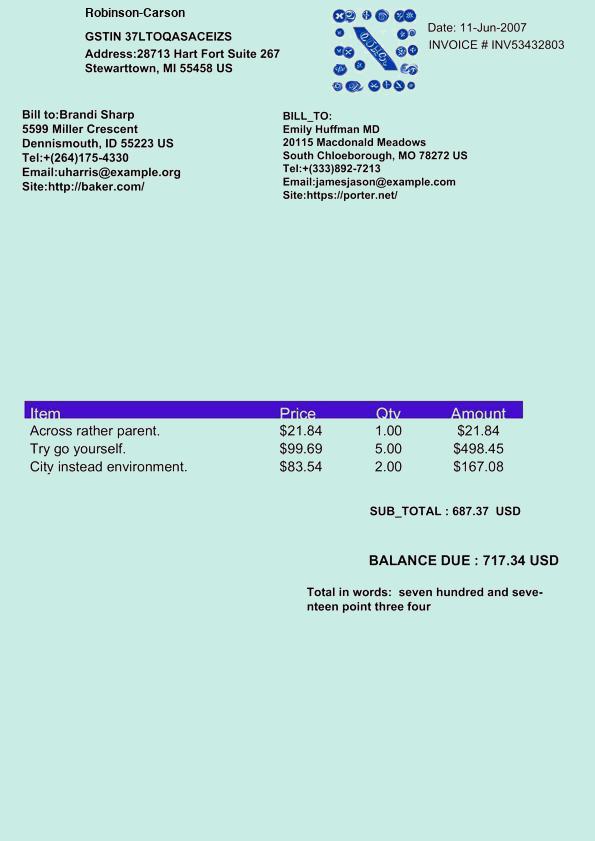 Robinson-Carson
GSTIN 37LTOQASACEIZS
Address:28713 Hart Fort Suite 267
Stewarttown, MI 55458 US
Date: 11-Jun-2007
INVOICE # INV53432803
Bill to:Brandi Sharp
5599 Miller Crescent
Dennismouth, ID 55223 US
Tel:+(264)175-4330
Email:uharris@example.org
Site:http://baker.com/
BILL_TO:
Emily Huffman MD
20115 Macdonald Meadows
South Chloeborough, MO 78272 US
Tel:+(333)892-7213
Email:jamesjason@example.com
Site:https://porter.net/
Item Price Qty Amount
Across rather parent. $21.84 1.00 $21.84
Try go yourself. $99.69 5.00 $498.45
City instead environment. $83.54 2.00 $167.08
SUB_TOTAL : 687.37 USD
BALANCE DUE : 717.34 USD
Total in words: seven hundred and seve-
nteen point three four